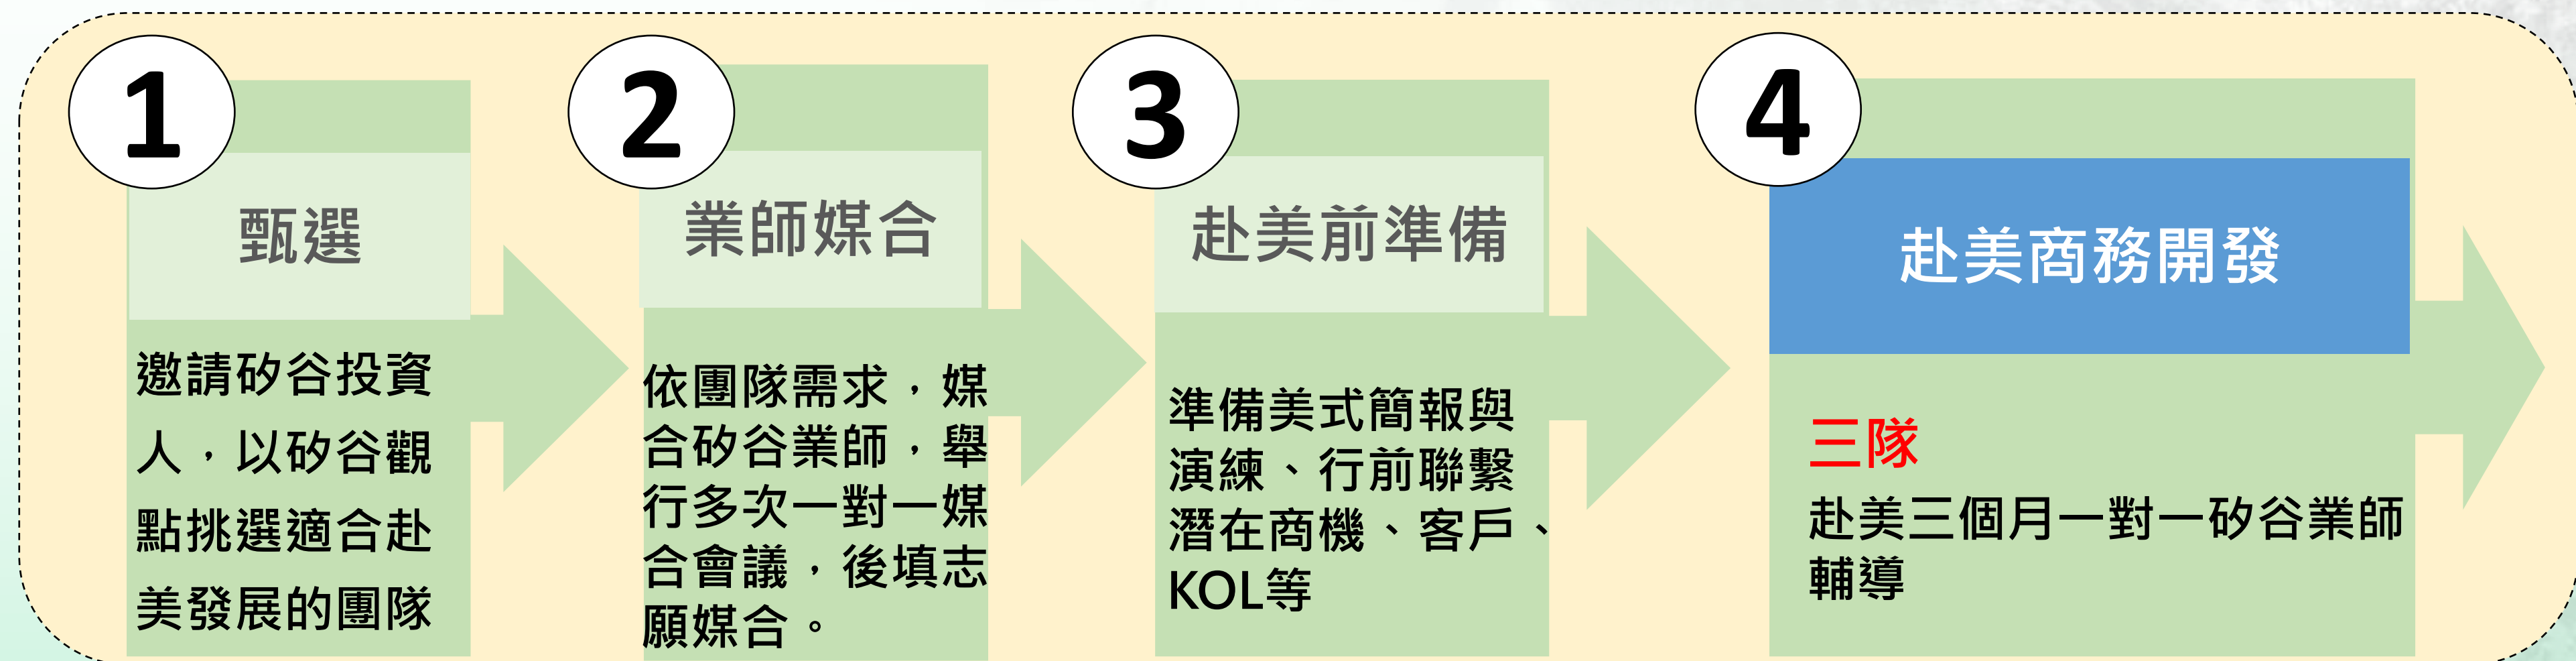 1
甄選
邀請矽谷投資
人，以矽谷觀
點挑選適合赴
美發展的團隊
2
業師媒合
依團隊需求，媒
合矽谷業師，舉
行多次一對一媒
合會議，後填志
願媒合。
3
赴美前準備
準備美式簡報與
演練、行前聯繫
潛在商機、客戶、
KOL等
4
赴美商務開發
三隊
赴美三個月一對一矽谷業師
輔導